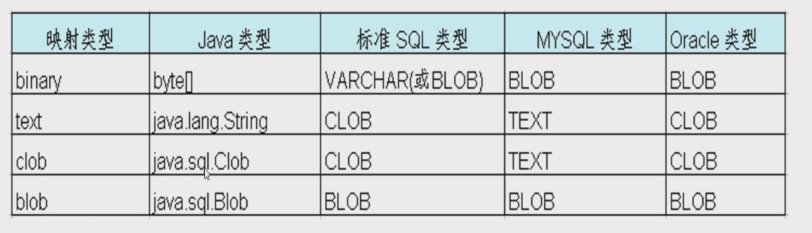 映射类型 Java 类型 标准 SQL 类型 MYSQL 类型 Oracle 类型
binary byte[] VARCHAR(或BLOB) BLOB BLOB
text java.lang.String CLOB TEXT CLOB
clob java.sql.Clob CLOB TEXT CLOB
blob java.sql.Blob BLOB BLOB BLOB